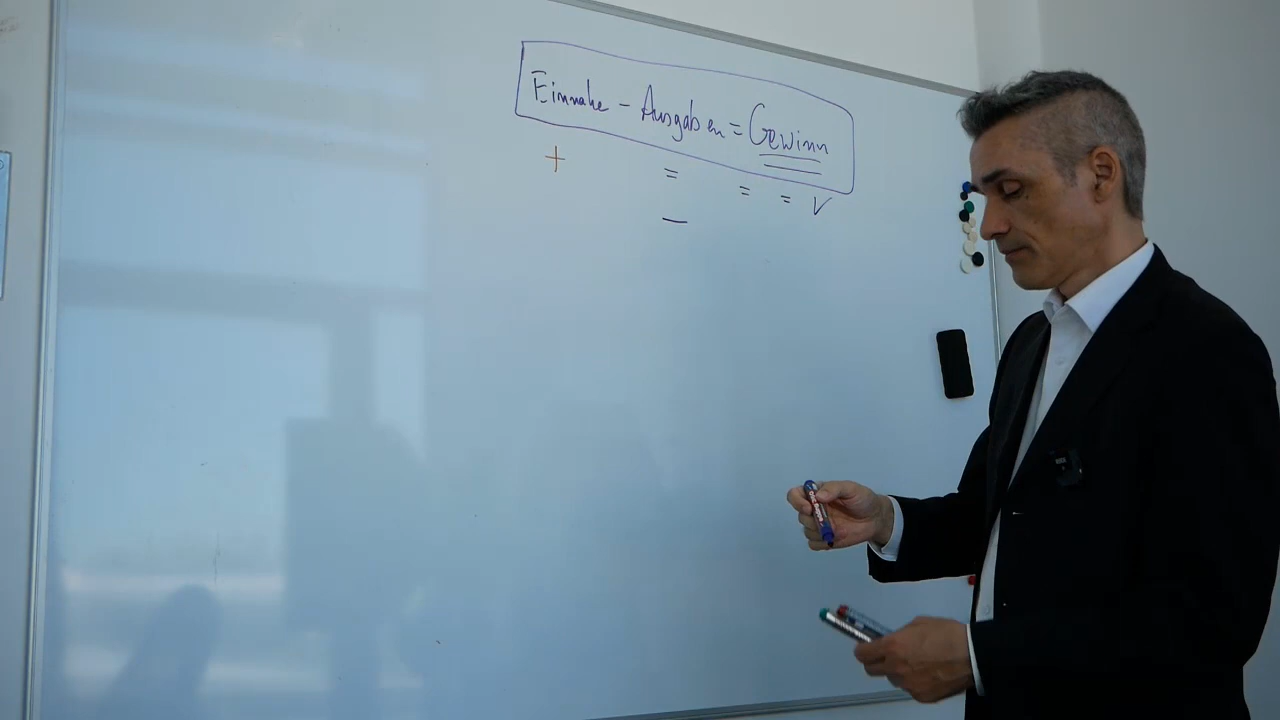 Einnahe - Ausgaben = Gewinn
+ = = = ✓
—